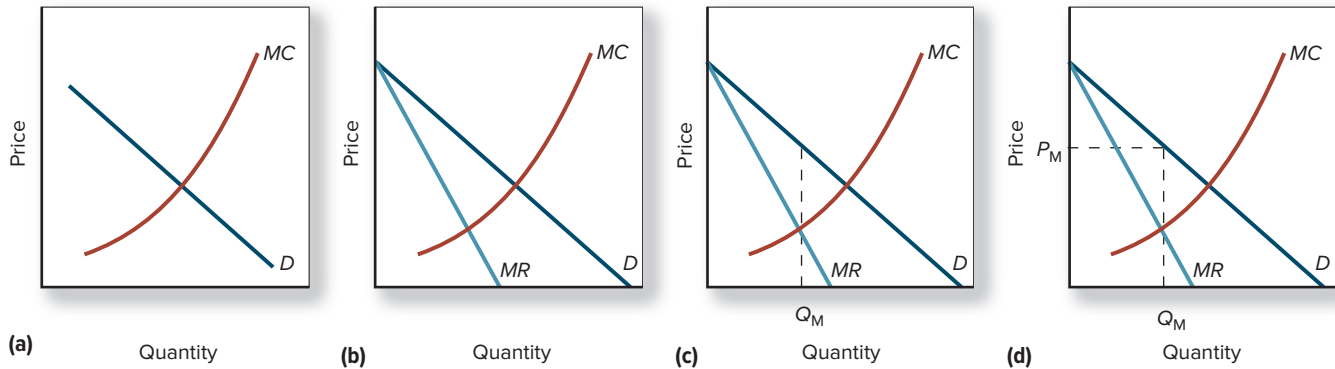 Price
MC
D
(a)
Quantity
Price
MC
MR
D
(b)
Quantity
Price
MC
MR
D
QM
(c)
Quantity
Price
PM
MC
MR
D
QM
(d)
Quantity